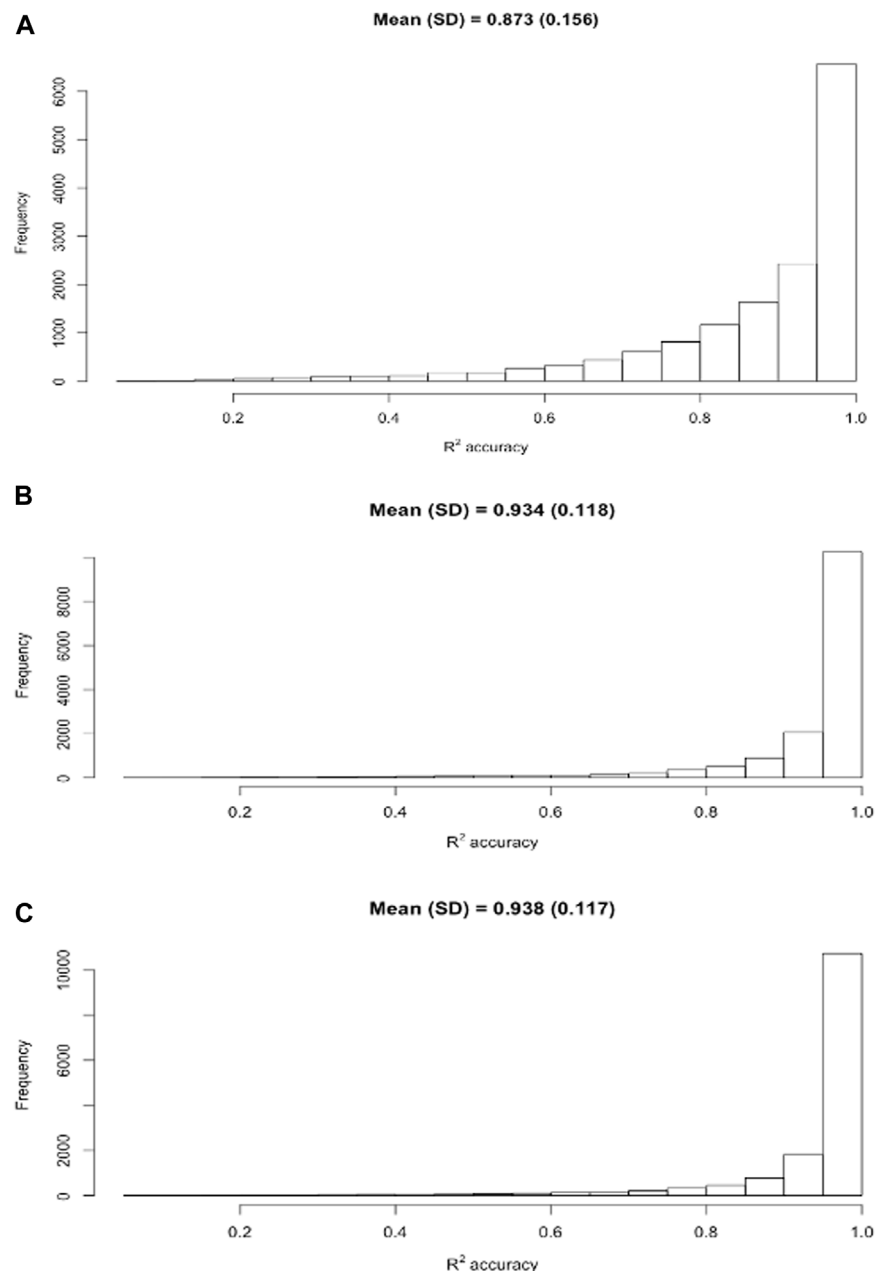 A
Mean (SD) = 0.873 (0.156)
Frequency
0 1000 2000 3000 4000 5000 6000
0.2 0.4 0.6 0.8 1.0
R² accuracy
B
Mean (SD) = 0.934 (0.118)
Frequency
0 2000 4000 6000 8000
0.2 0.4 0.6 0.8 1.0
R² accuracy
C
Mean (SD) = 0.938 (0.117)
Frequency
0 2000 6000 10000
0.2 0.4 0.6 0.8 1.0
R² accuracy